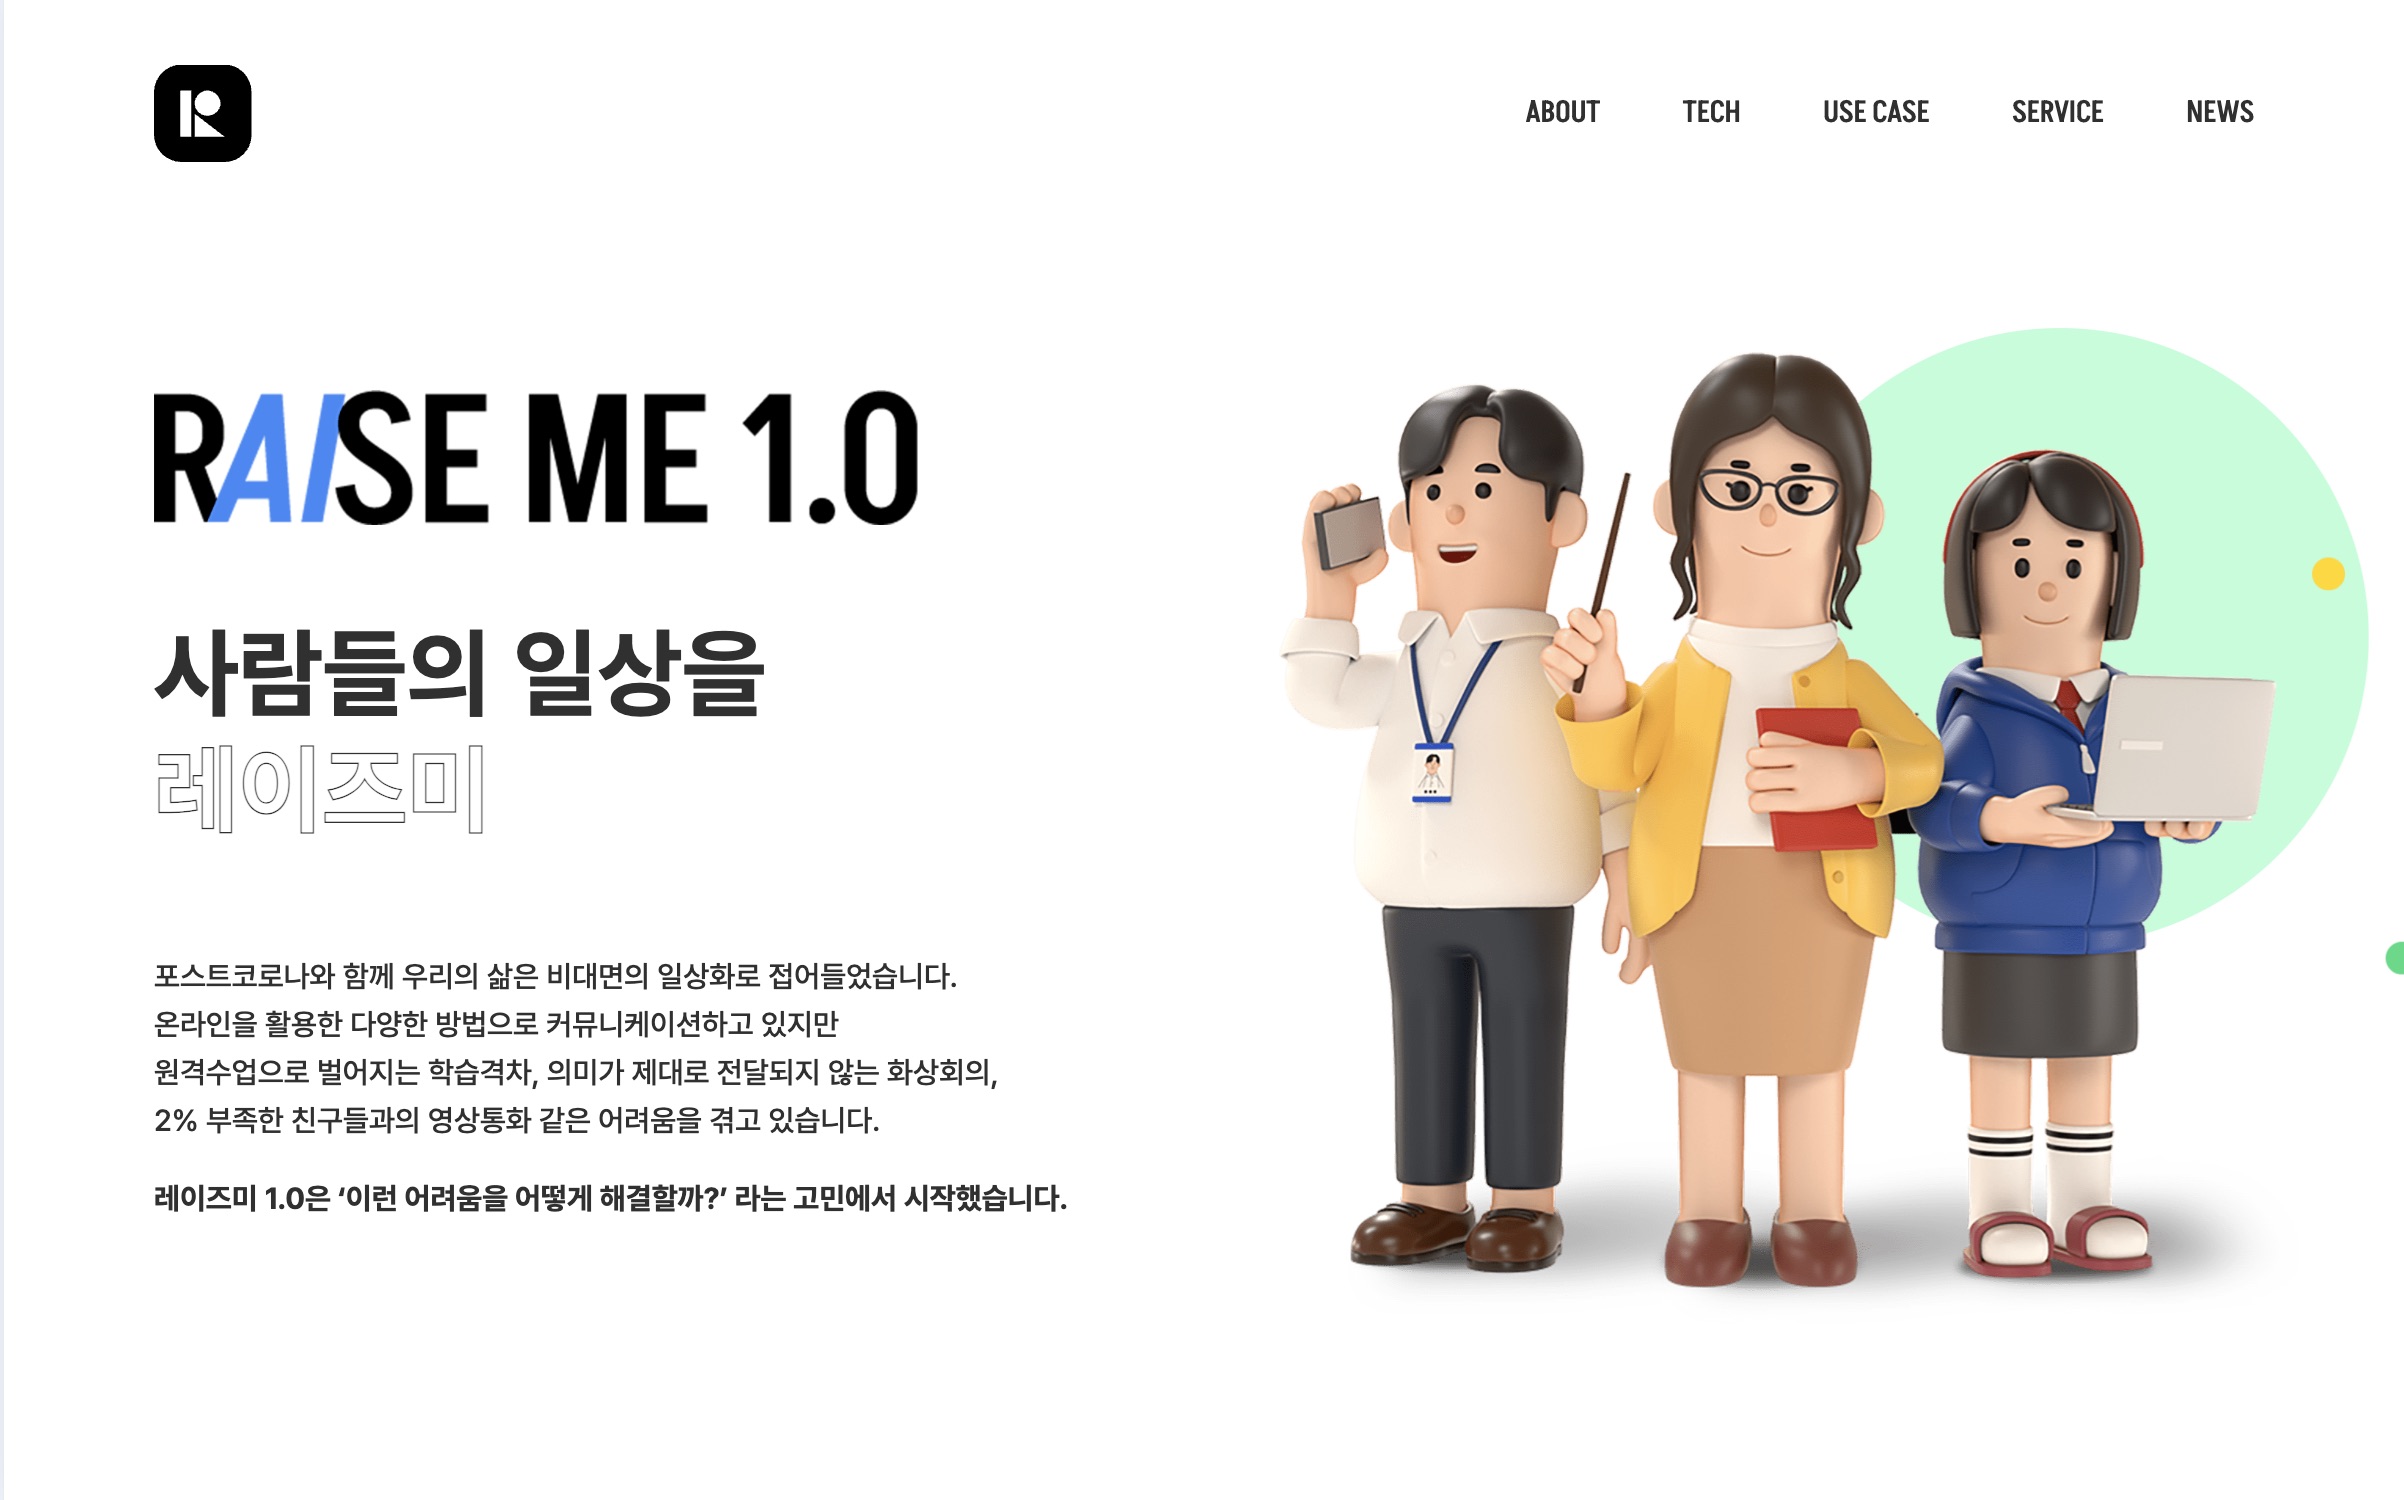 ABOUT TECH USE CASE SERVICE NEWS
RAISE ME 1.0
사람들의 일상을
레이즈미
포스트코로나와 함께 우리의 삶은 비대면의 일상화로 접어들었습니다.
온라인을 활용한 다양한 방법으로 커뮤니케이션하고 있지만
원격수업으로 벌어지는 학습격차, 의미가 제대로 전달되지 않는 화상회의,
2% 부족한 친구들과의 영상통화 같은 어려움을 겪고 있습니다.
레이즈미 1.0은 ‘이런 어려움을 어떻게 해결할까?’ 라는 고민에서 시작했습니다.